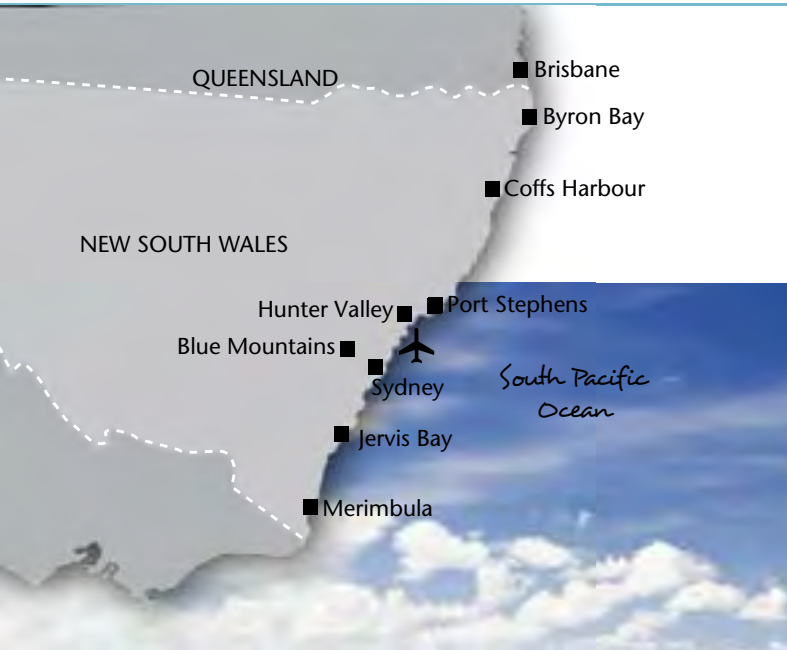 Brisbane
QUEENSLAND
Byron Bay
Coffs Harbour
NEW SOUTH WALES
Port Stephens
Hunter Valley
Blue Mountains
South Pacific
Ocean
Sydney
Jervis Bay
Merimbula